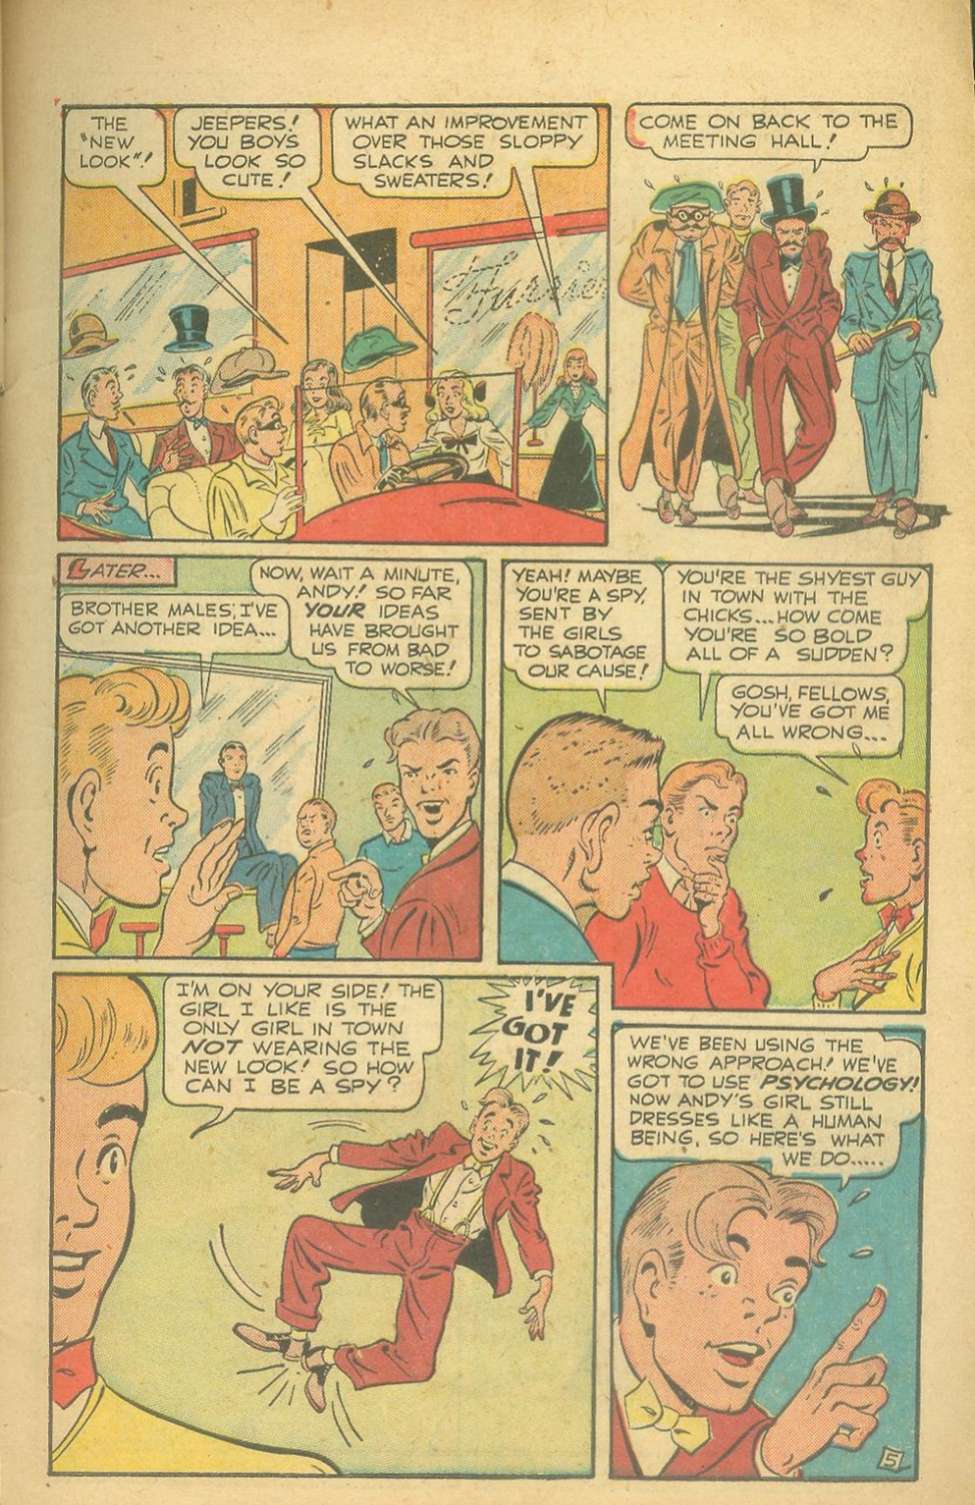 THE
"NEW
LOOK"!
JEEPERS!
YOU BOYS
LOOK SO
CUTE!
WHAT AN IMPROVEMENT
OVER THOSE SLOPPY
SLACKS AND
SWEATERS!
Furrier
COME ON BACK TO THE
MEETING HALL!
LATER...
BROTHER MALES, I'VE
GOT ANOTHER IDEA...
NOW, WAIT A MINUTE,
ANDY! SO FAR
YOUR IDEAS
HAVE BROUGHT
US FROM BAD
TO WORSE!
YEAH! MAYBE
YOU'RE A SPY,
SENT BY
THE GIRLS
TO SABOTAGE
OUR CAUSE!
YOU'RE THE SHYEST GUY
IN TOWN WITH THE
CHICKS...HOW COME
YOU'RE SO BOLD
ALL OF A SUDDEN?
GOSH, FELLOWS,
YOU'VE GOT ME
ALL WRONG...
I'M ON YOUR SIDE! THE
GIRL I LIKE IS THE
ONLY GIRL IN TOWN
NOT WEARING THE
NEW LOOK! SO HOW
CAN I BE A SPY?
I'VE
GOT
IT!
WE'VE BEEN USING THE
WRONG APPROACH! WE'VE
GOT TO USE PSYCHOLOGY!
NOW ANDY'S GIRL STILL
DRESSES LIKE A HUMAN
BEING, SO HERE'S WHAT
WE DO.....
5